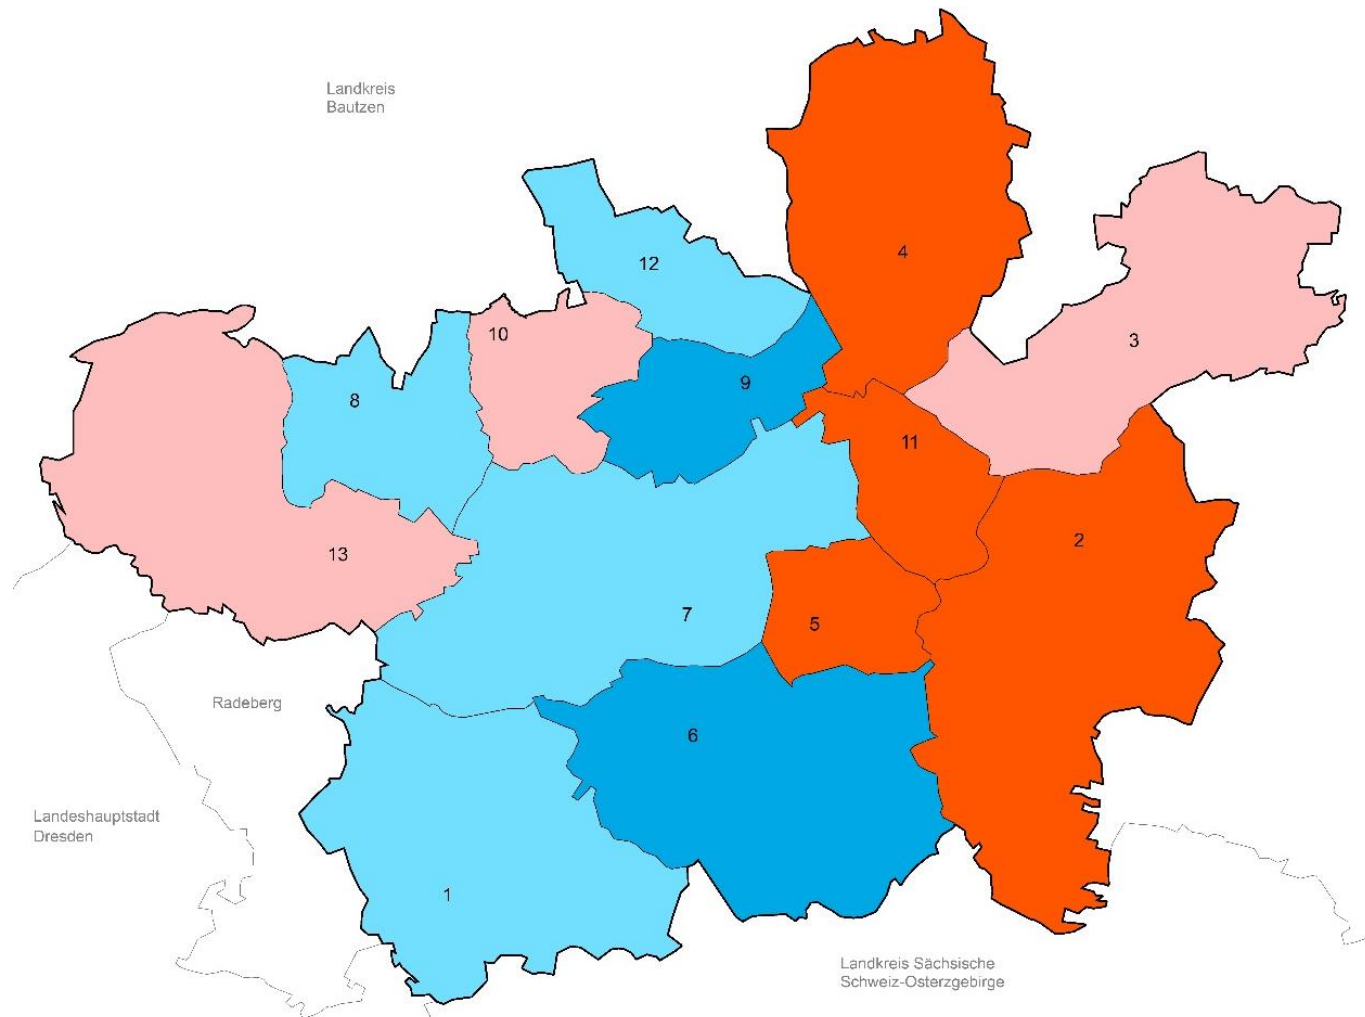 Landkreis
Bautzen
4
12
10
3
9
8
11
13
2
7
5
Radeberg
6
Landeshauptstadt
Dresden
1
Landkreis Sächsische
Schweiz-Osterzgebirge